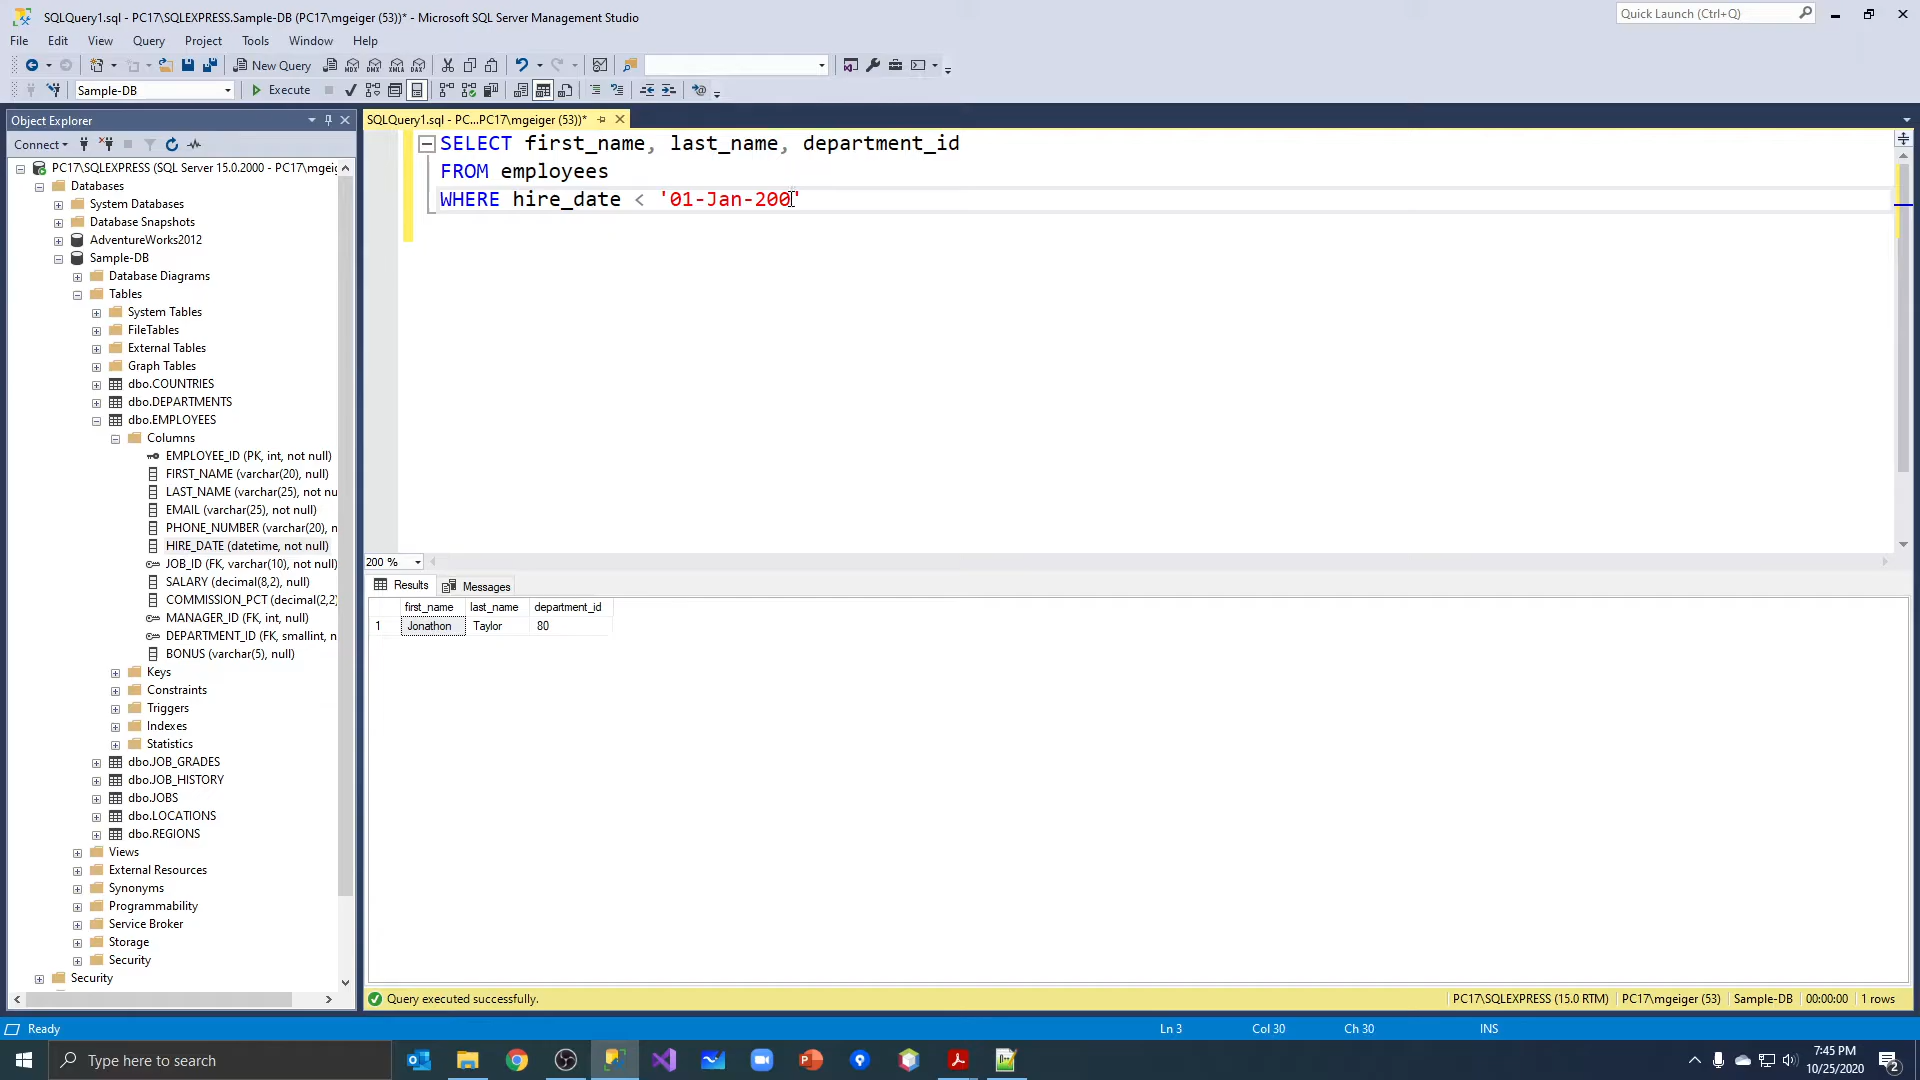 SQLQuery1.sql - PC17\SQLEXPRESS.Sample-DB (PC17\mgeiger (53))* - Microsoft SQL Server Management Studio
Quick Launch (Ctrl+Q)
File Edit View Query Project Tools Window Help
New Query
Sample-DB Execute
Object Explorer
SQLQuery1.sql - PC...PC17\mgeiger (53))*
Connect
PC17\SQLEXPRESS (SQL Server 15.0.2000 - PC17\mgeig
Databases
System Databases
Database Snapshots
AdventureWorks2012
Sample-DB
Database Diagrams
Tables
System Tables
FileTables
External Tables
Graph Tables
dbo.COUNTRIES
dbo.DEPARTMENTS
dbo.EMPLOYEES
Columns
EMPLOYEE_ID (PK, int, not null)
FIRST_NAME (varchar(20), null)
LAST_NAME (varchar(25), not nu
EMAIL (varchar(25), not null)
PHONE_NUMBER (varchar(20), n
HIRE_DATE (datetime, not null)
JOB_ID (FK, varchar(10), not null)
SALARY (decimal(8,2), null)
COMMISSION_PCT (decimal(2,2)
MANAGER_ID (FK, int, null)
DEPARTMENT_ID (FK, smallint, n
BONUS (varchar(5), null)
Keys
Constraints
Triggers
Indexes
Statistics
dbo.JOB_GRADES
dbo.JOB_HISTORY
dbo.JOBS
dbo.LOCATIONS
dbo.REGIONS
Views
External Resources
Synonyms
Programmability
Service Broker
Storage
Security
Security
SELECT first_name, last_name, department_id
FROM employees
WHERE hire_date < '01-Jan-200'
200 %
Results Messages
first_name last_name department_id
1 Jonathon Taylor 80
Query executed successfully.
PC17\SQLEXPRESS (15.0 RTM) PC17\mgeiger (53) Sample-DB 00:00:00 1 rows
Ready Ln 3 Col 30 Ch 30 INS
Type here to search
7:45 PM
10/25/2020
2